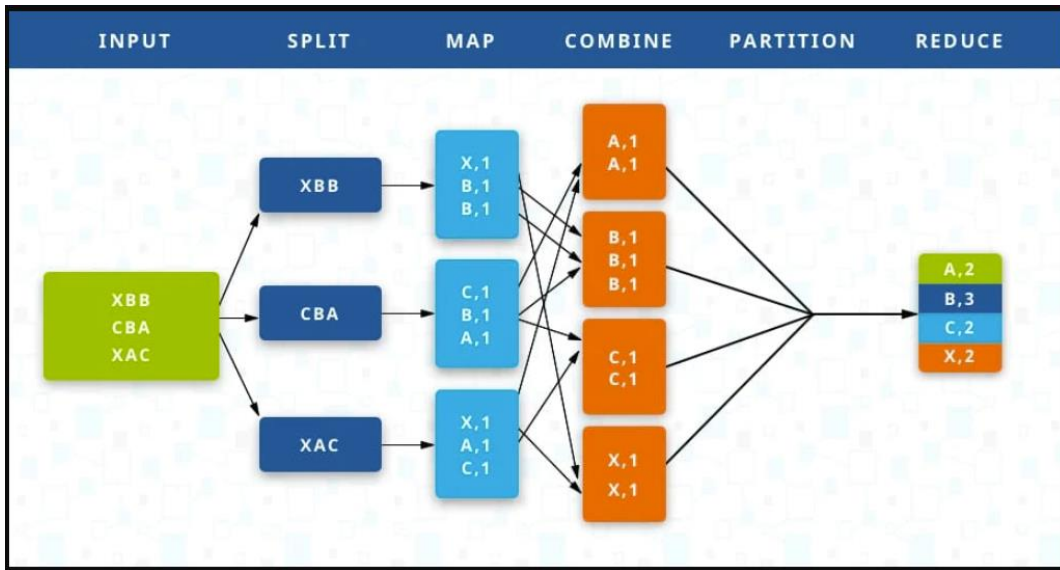 INPUT
SPLIT
MAP
COMBINE
PARTITION
REDUCE
XBB
CBA
XAC
XBB
CBA
XAC
X,1
B,1
B,1
C,1
B,1
A,1
X,1
A,1
C,1
A,1
A,1
B,1
B,1
B,1
C,1
C,1
X,1
X,1
A,2
B,3
C,2
X,2